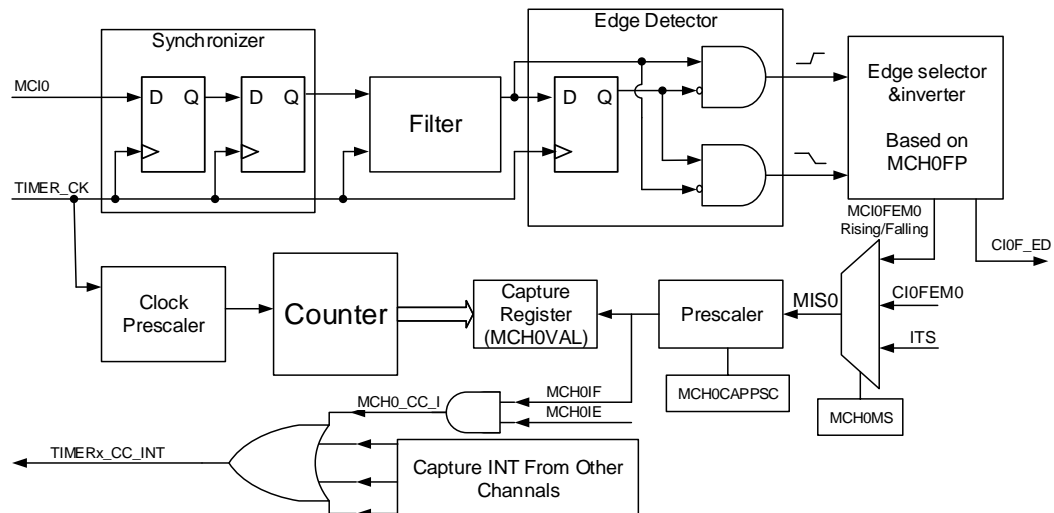 Synchronizer
Edge Detector
MCI0
D Q
D Q
Filter
D Q
Edge selector
&inverter
Based on
MCH0FP
TIMER_CK
MCI0FEM0
Rising/Falling
CI0F_ED
Clock
Prescaler
Counter
Capture
Register
(MCH0VAL)
Prescaler
MIS0
CI0FEM0
ITS
MCH0CAPPSC
MCH0MS
MCH0_CC_I
MCH0IF
MCH0IE
TIMERx_CC_INT
Capture INT From Other
Channels